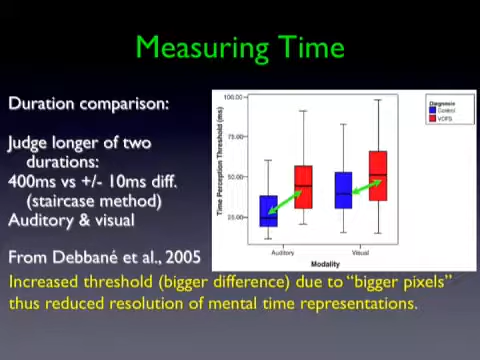 Measuring Time
Duration comparison:
Judge longer of two
durations:
400ms vs +/- 10ms diff.
(staircase method)
Auditory & visual
From Debbané et al., 2005
Time Perception Threshold (ms)
100.00
75.00
50.00
25.00
Auditory
Visual
Modality
Diagnosis
Control
VCFS
Increased threshold (bigger difference) due to “bigger pixels”
thus reduced resolution of mental time representations.